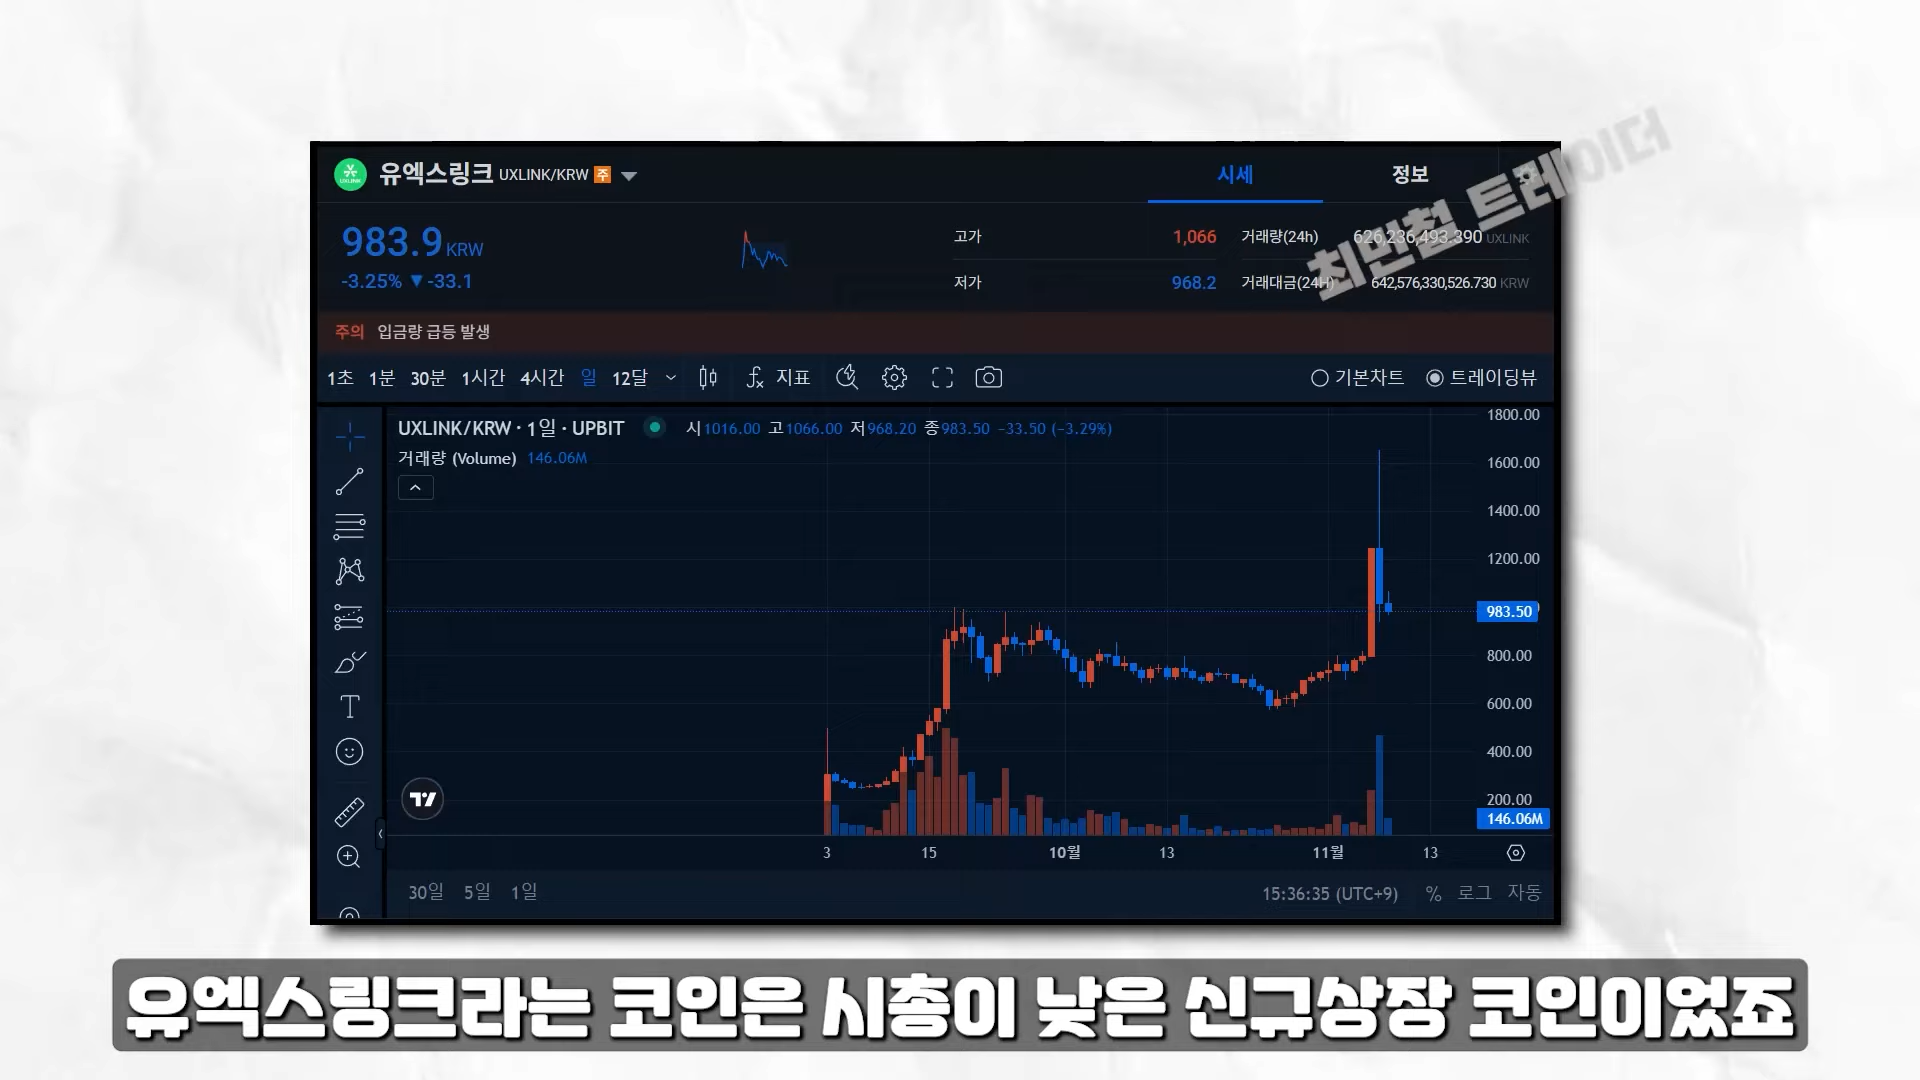 유엑스링크 UXLINK/KRW 주
시세 정보
983.9 KRW
-3.25% ▼ -33.1
고가 1,066 거래량(24h) 626,236,493.390 UXLINK
저가 968.2 거래대금(24H) 642,576,330,526.730 KRW
최민철 트레이더
주의 입금량 급등 발생
1초 1분 30분 1시간 4시간 일 12달 지표 기본차트 트레이딩뷰
UXLINK/KRW · 1일 · UPBIT 시1016.00 고1066.00 저968.20 종983.50 -33.50 (-3.29%)
거래량 (Volume) 146.06M
1800.00
1600.00
1400.00
1200.00
983.50
800.00
600.00
400.00
200.00
146.06M
3 15 10월 13 11월 13
30일 5일 1일 15:36:35 (UTC+9) % 로그 자동
유엑스링크라는 코인은 시총이 낮은 신규상장 코인이었죠